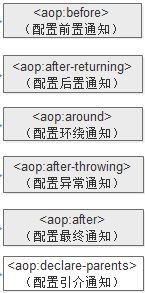 <aop:before>
（配置前置通知）
<aop:after-returning>
（配置后置通知）
<aop:around>
（配置环绕通知）
<aop:after-throwing>
（配置异常通知）
<aop:after>
（配置最终通知）
<aop:declare-parents>
（配置引介通知）